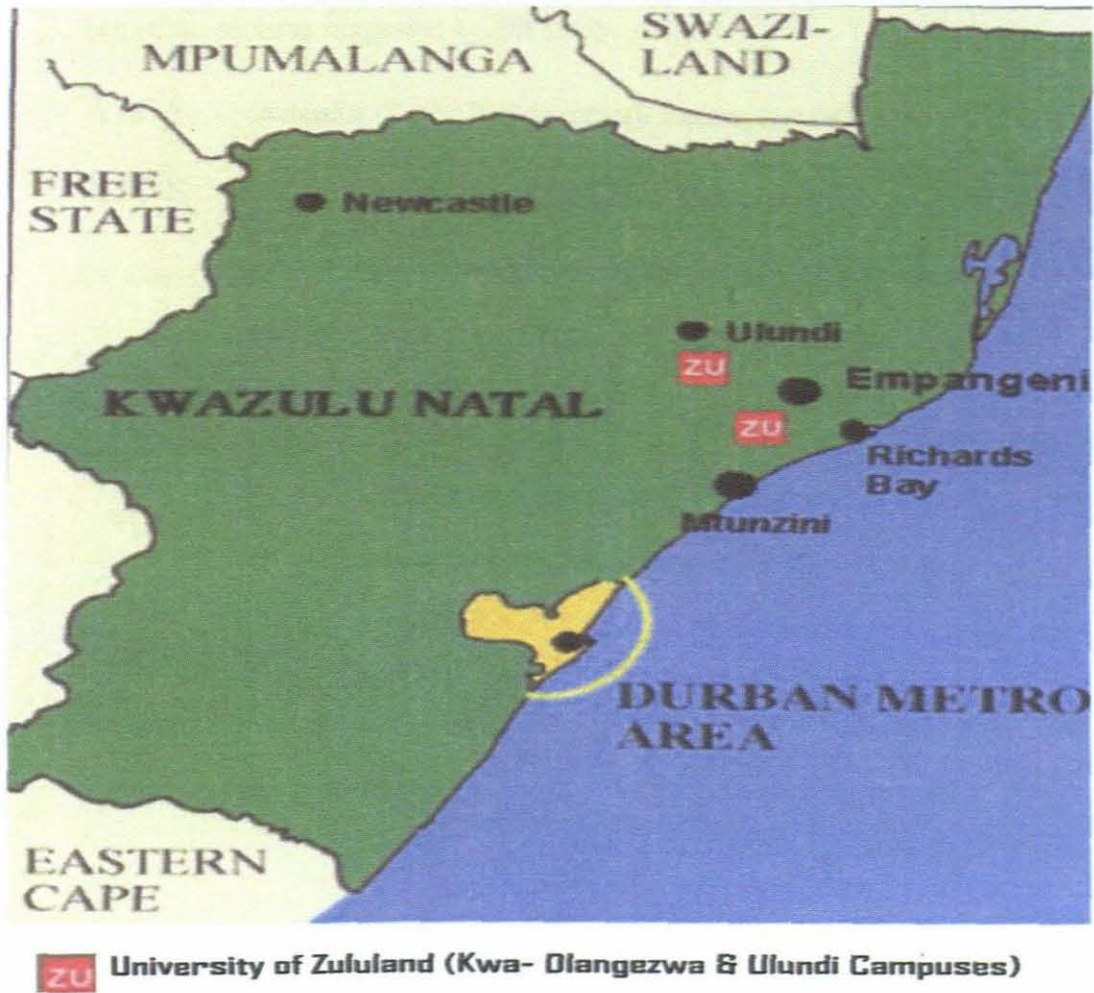 MPUMALANGA
SWAZI-
LAND
FREE
STATE
Newcastle
Ulundi
ZU
Empangeni
KWAZULU NATAL
ZU
Richards
Bay
Mtunzini
DURBAN METRO
AREA
EASTERN
CAPE
ZU University of Zululand (Kwa- Dlangezwa & Ulundi Campuses)